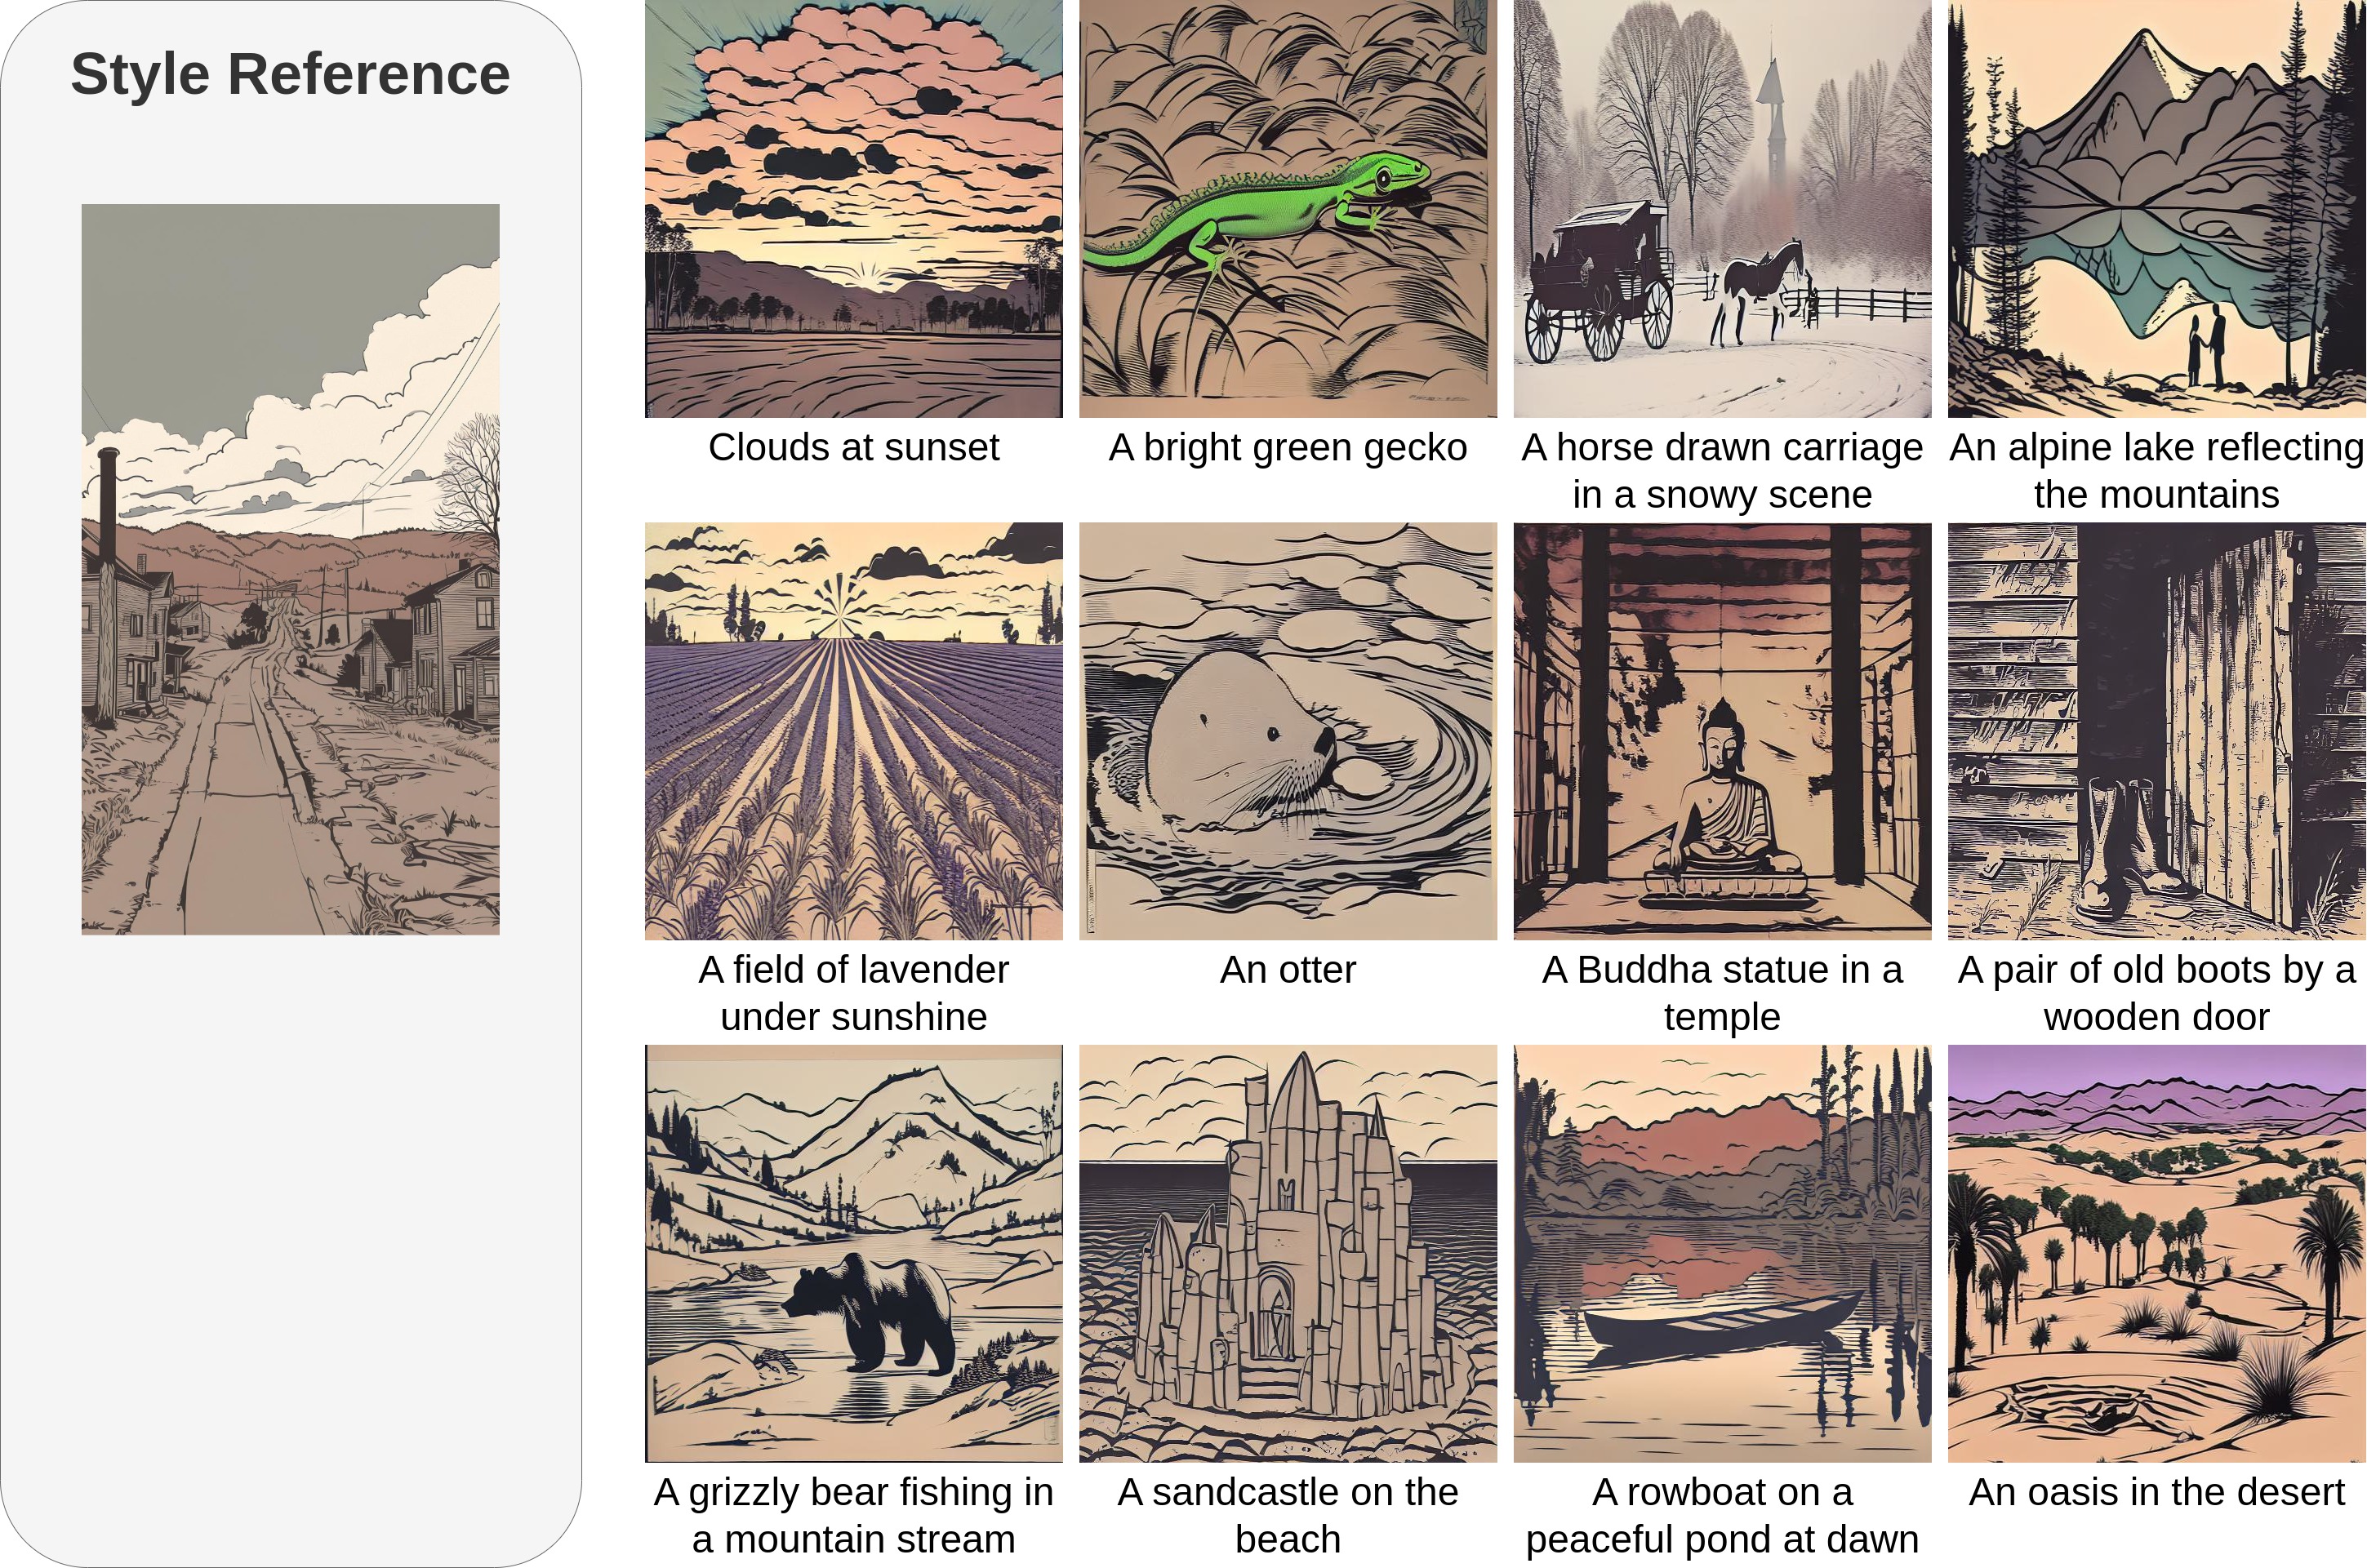 Style Reference
Clouds at sunset
A bright green gecko
A horse drawn carriage
in a snowy scene
An alpine lake reflecting
the mountains
A field of lavender
under sunshine
An otter
A Buddha statue in a
temple
A pair of old boots by a
wooden door
A grizzly bear fishing in
a mountain stream
A sandcastle on the
beach
A rowboat on a
peaceful pond at dawn
An oasis in the desert